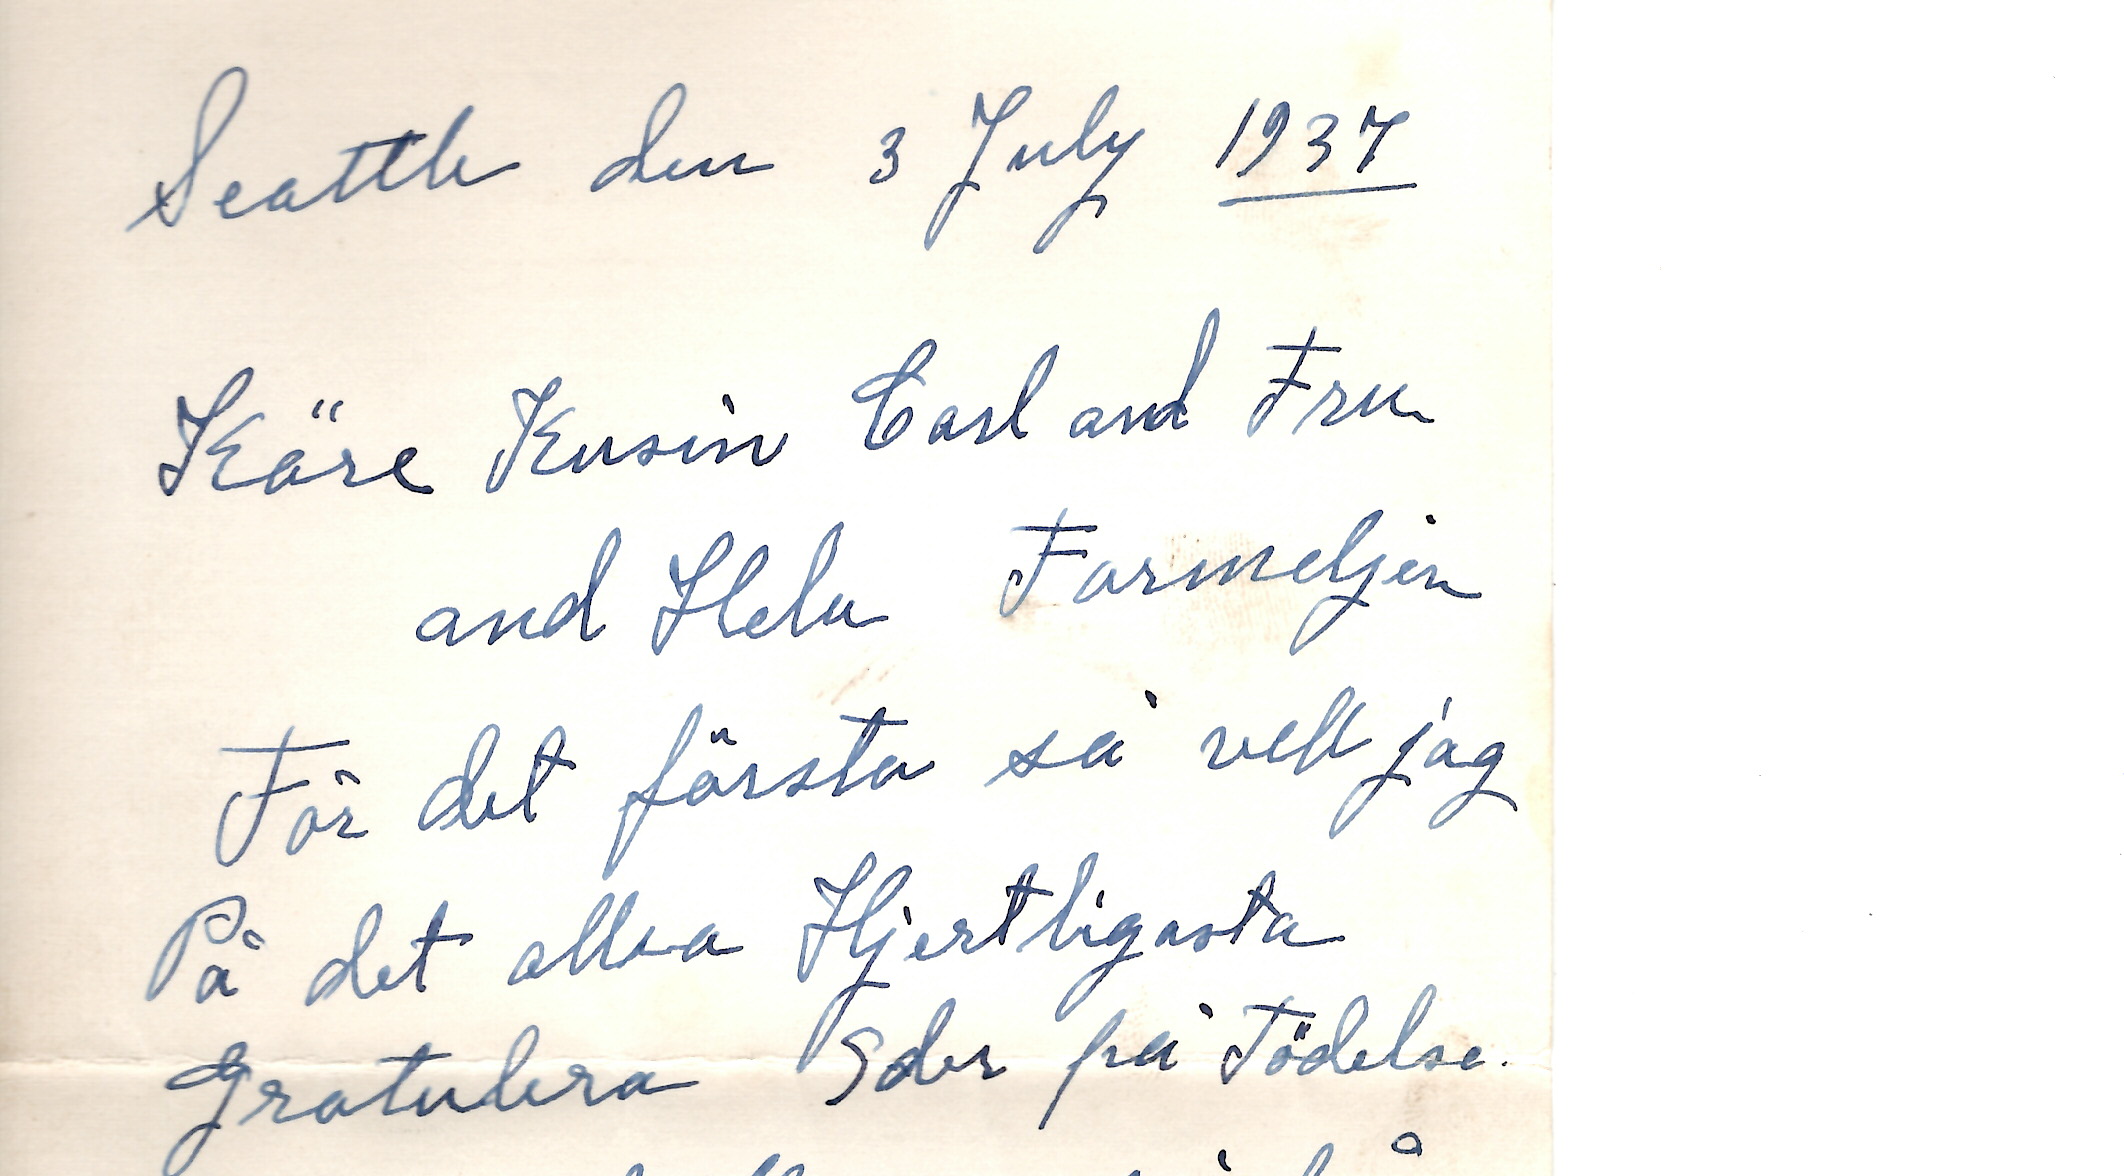 Seattle den 3 July 1937
Käre Kusin Carl and Fru
and Hela Farmeljen
För det första så vell jag
På det allra Hjertligasta
Gratulera Eder på Födelse.